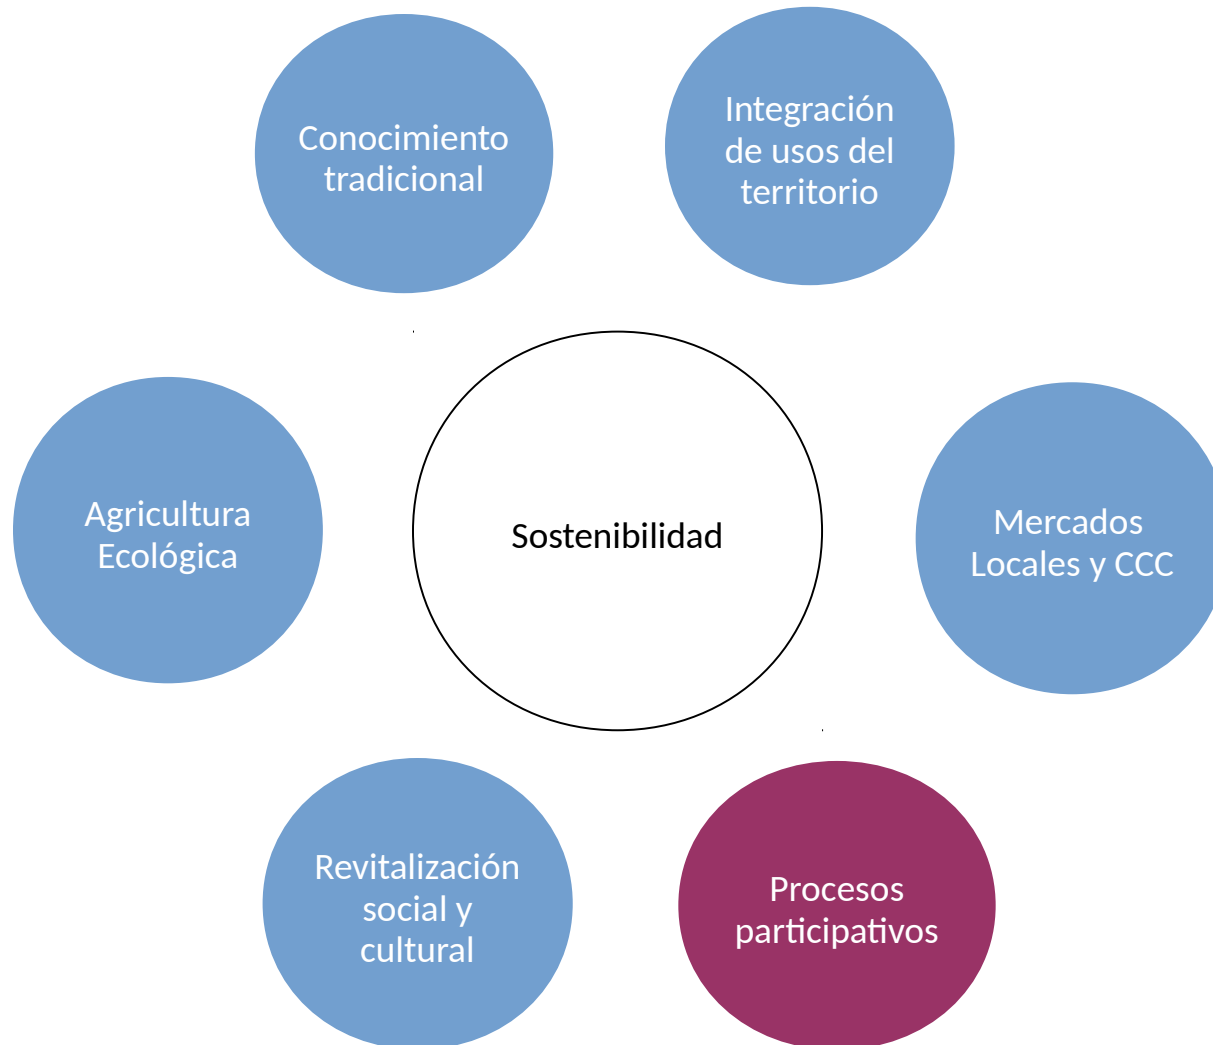 Conocimiento
tradicional
Integración
de usos del
territorio
Agricultura
Ecológica
Sostenibilidad
Mercados
Locales y CCC
Revitalización
social y
cultural
Procesos
participativos